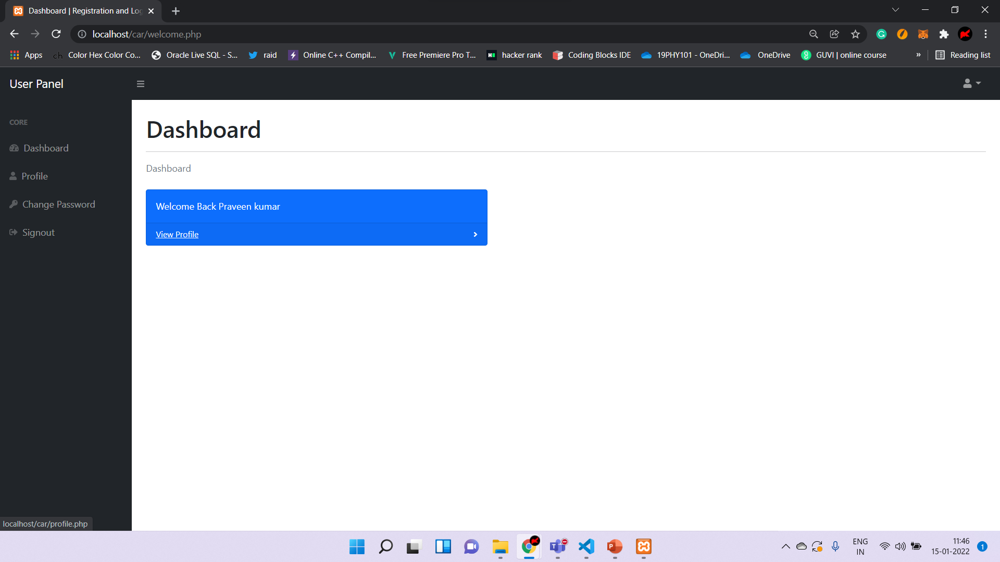 Dashboard | Registration and Log
localhost/car/welcome.php
Apps
ch Color Hex Color Co...
Oracle Live SQL - S...
raid
Online C++ Compil...
V Free Premiere Pro T...
H hacker rank
Coding Blocks IDE
19PHY101 - OneDri...
OneDrive
GUVI | online course
»
Reading list
User Panel
CORE
Dashboard
Profile
Change Password
Signout
Dashboard
Dashboard
Welcome Back Praveen kumar
View Profile
localhost/car/profile.php
ENG
IN
11:46
15-01-2022
1